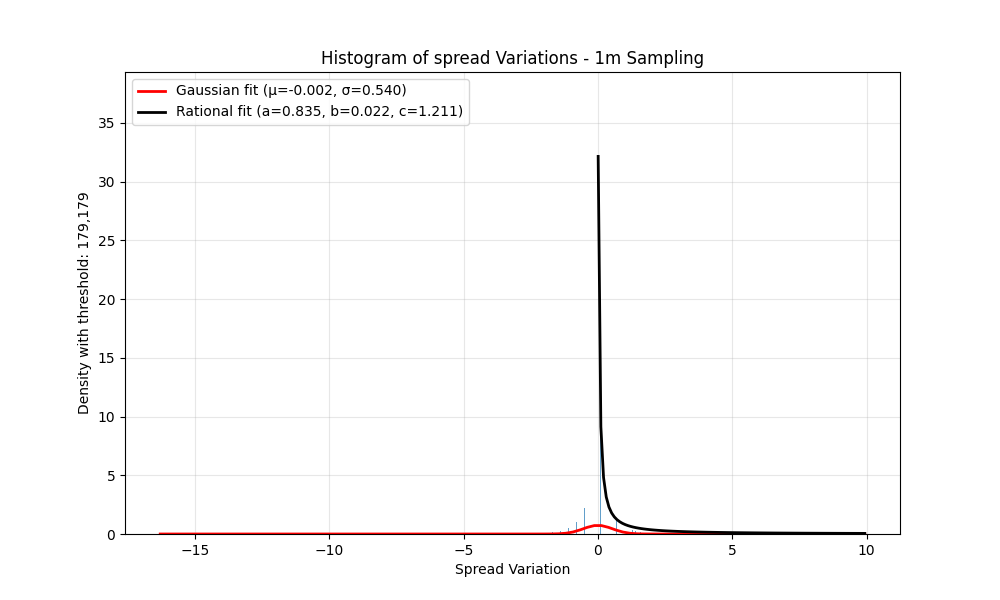 Histogram of spread Variations - 1m Sampling
Gaussian fit (μ=-0.002, σ=0.540)
Rational fit (a=0.835, b=0.022, c=1.211)
Density with threshold: 179,179
35
30
25
20
15
10
5
0
−15
−10
−5
0
5
10
Spread Variation